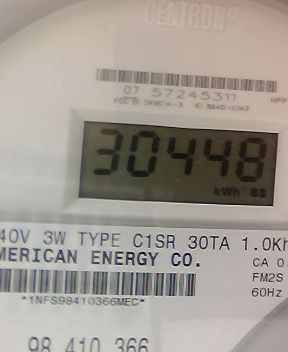 CENTRON®
07 57245311
30448
kWh
40V 3W TYPE C1SR 30TA 1.0Kh
MERICAN ENERGY CO.
CA 0
FM2S
60Hz
*1NFS98410366MEC*
98 410 366